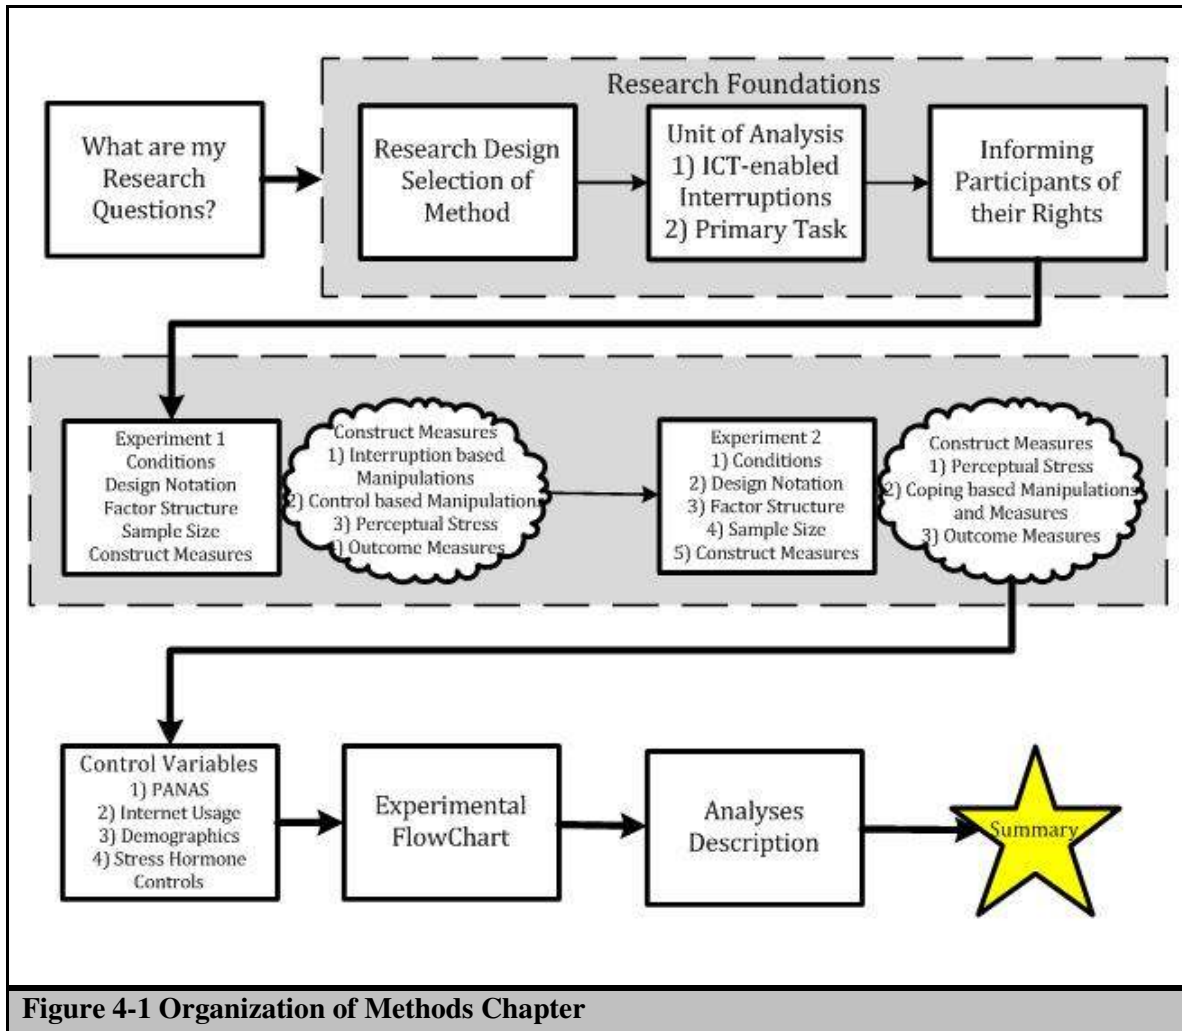 Research Foundations
What are my
Research
Questions?
Research Design
Selection of
Method
Unit of Analysis
1) ICT-enabled
Interruptions
2) Primary Task
Informing
Participants of
their Rights
Experiment 1
Conditions
Design Notation
Factor Structure
Sample Size
Construct Measures
Construct Measures
1) Interruption based
Manipulations
2) Control based Manipulations
3) Perceptual Stress
4) Outcome Measures
Experiment 2
1) Conditions
2) Design Notation
3) Factor Structure
4) Sample Size
5) Construct Measures
Construct Measures
1) Perceptual Stress
2) Coping based Manipulations
and Measures
3) Outcome Measures
Control Variables
1) PANAS
2) Internet Usage
3) Demographics
4) Stress Hormone
Controls
Experimental
FlowChart
Analyses
Description
Summary
Figure 4-1 Organization of Methods Chapter